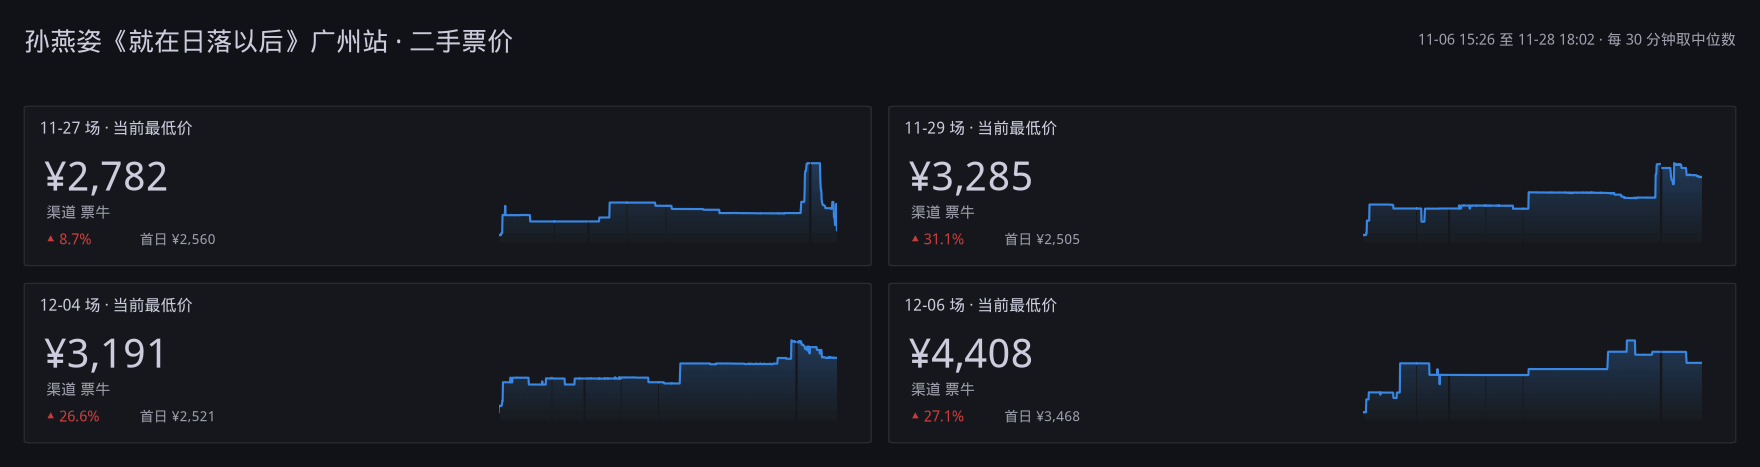 孙燕姿《就在日落以后》广州站 · 二手票价
11-06 15:26 至 11-28 18:02 · 每 30 分钟取中位数
11-27 场 · 当前最低价
¥2,782
渠道 票牛
▲ 8.7% 首日 ¥2,560
11-29 场 · 当前最低价
¥3,285
渠道 票牛
▲ 31.1% 首日 ¥2,505
12-04 场 · 当前最低价
¥3,191
渠道 票牛
▲ 26.6% 首日 ¥2,521
12-06 场 · 当前最低价
¥4,408
渠道 票牛
▲ 27.1% 首日 ¥3,468